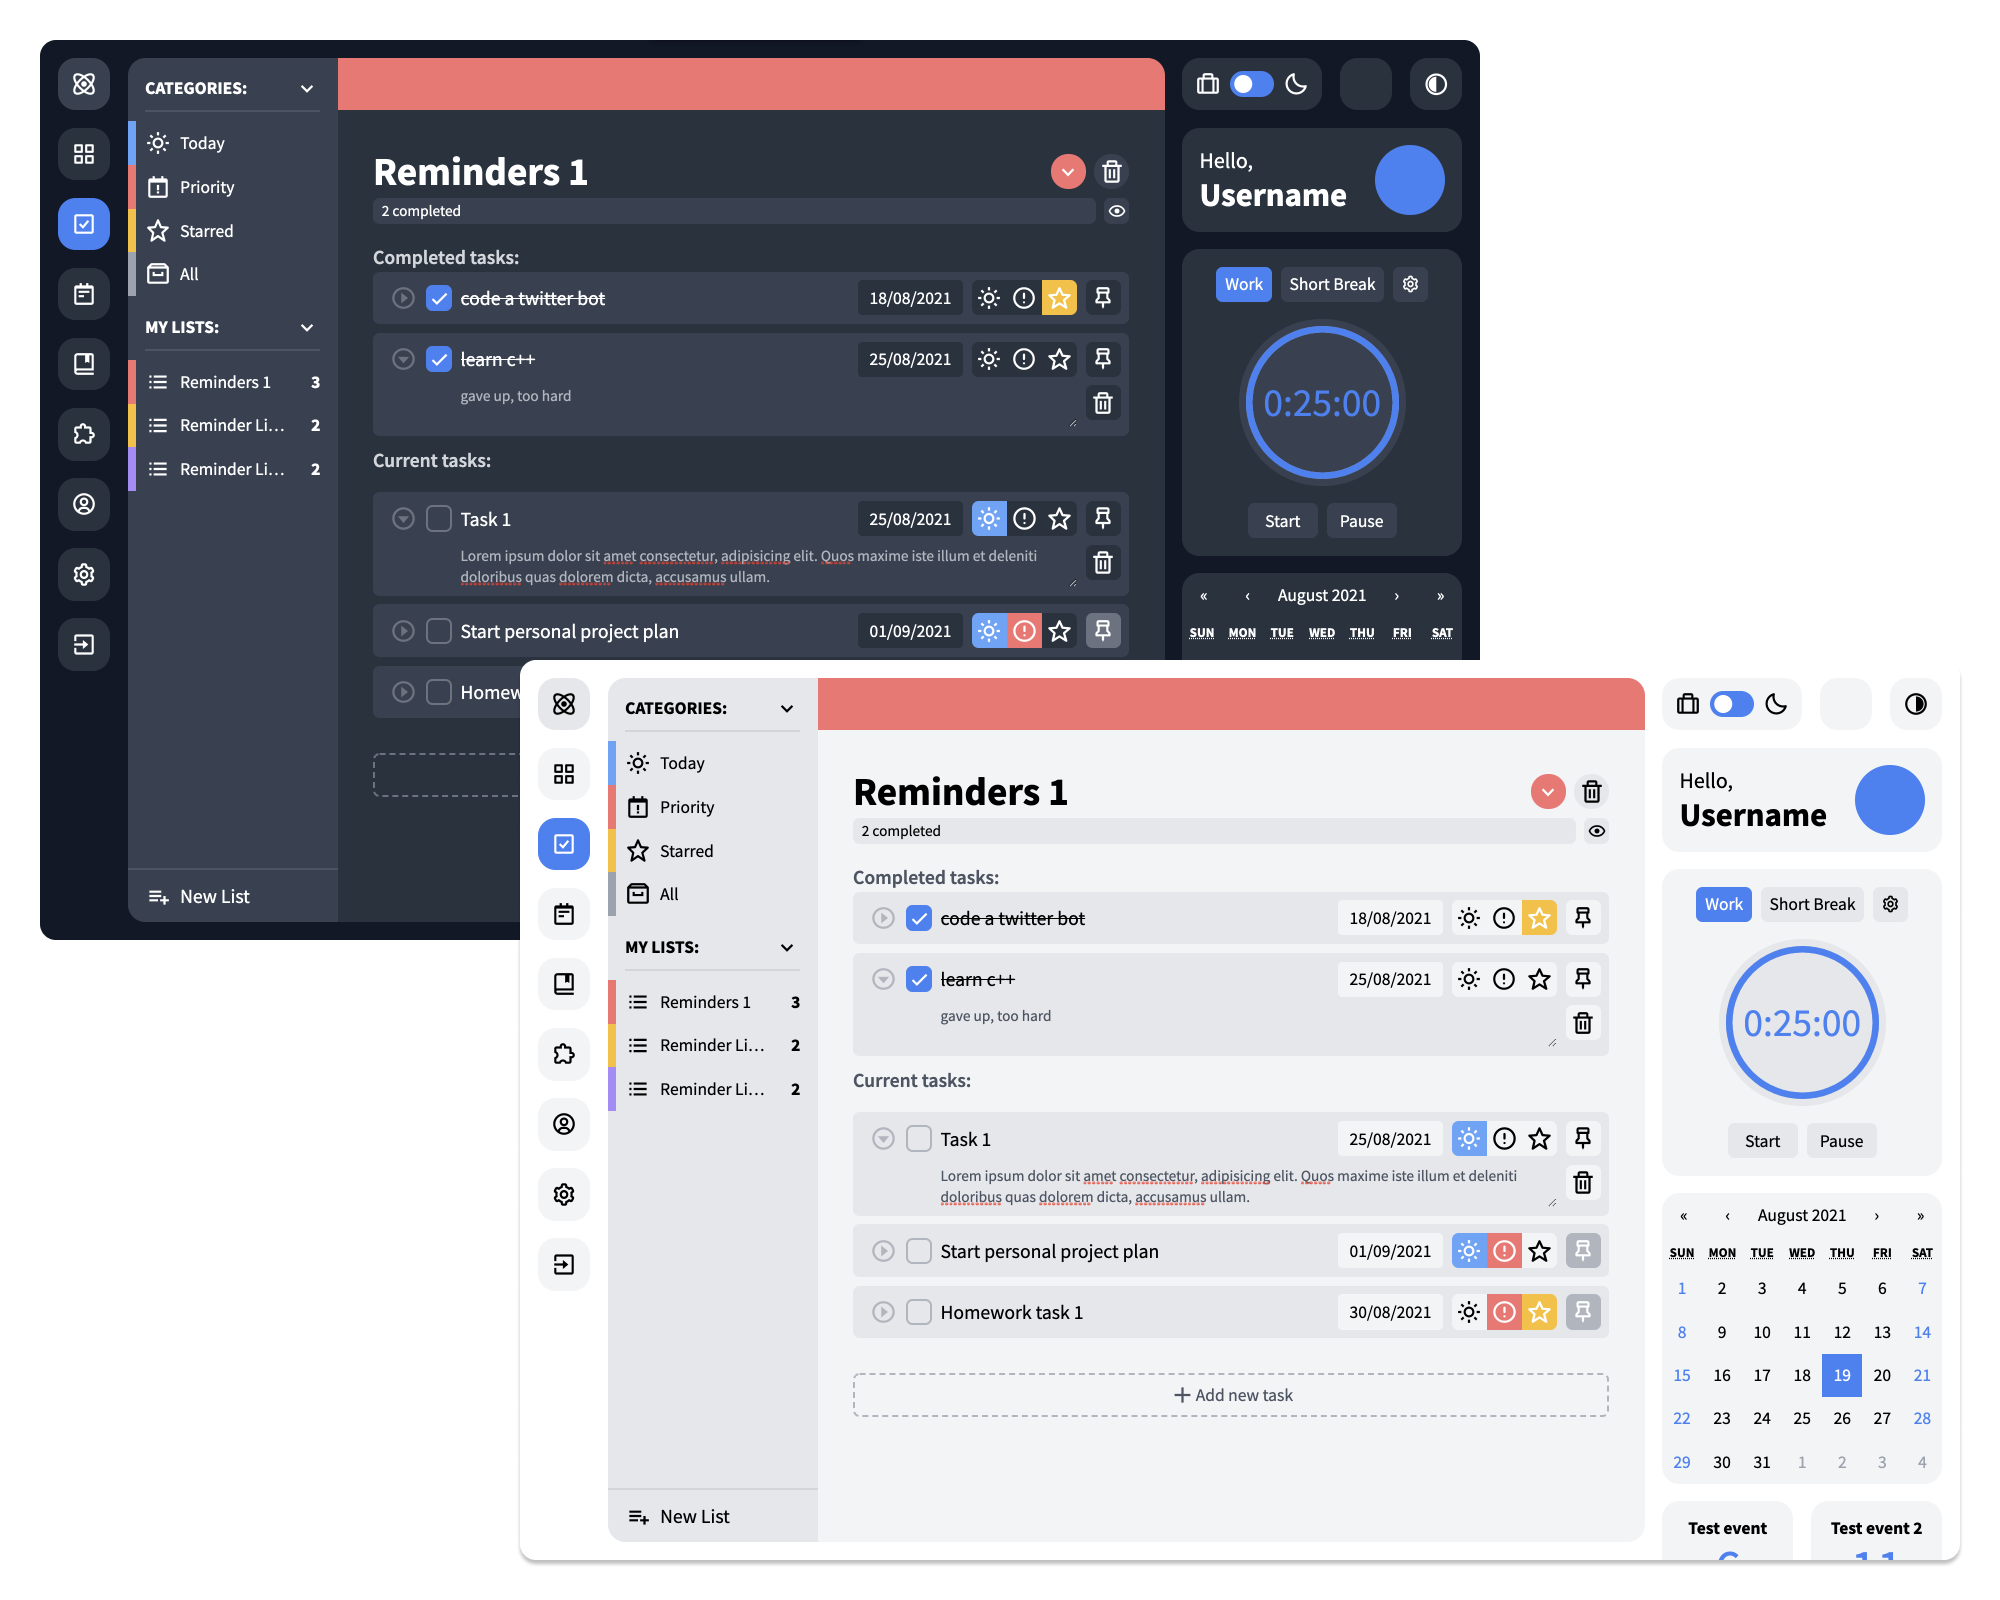 CATEGORIES:
Today
Priority
Starred
All
MY LISTS:
Reminders 1 3
Reminder Li... 2
Reminder Li... 2
New List
Reminders 1
2 completed
Completed tasks:
code a twitter bot 18/08/2021
learn c++ 25/08/2021
gave up, too hard
Current tasks:
Task 1 25/08/2021
Lorem ipsum dolor sit amet consectetur, adipisicing elit. Quos maxime iste illum et deleniti
doloribus quas dolorem dicta, accusamus ullam.
Start personal project plan 01/09/2021
Homew
Hello,
Username
Work Short Break
0:25:00
Start Pause
« ‹ August 2021 › »
SUN MON TUE WED THU FRI SAT
CATEGORIES:
Today
Priority
Starred
All
MY LISTS:
Reminders 1 3
Reminder Li... 2
Reminder Li... 2
New List
Reminders 1
2 completed
Completed tasks:
code a twitter bot 18/08/2021
learn c++ 25/08/2021
gave up, too hard
Current tasks:
Task 1 25/08/2021
Lorem ipsum dolor sit amet consectetur, adipisicing elit. Quos maxime iste illum et deleniti
doloribus quas dolorem dicta, accusamus ullam.
Start personal project plan 01/09/2021
Homework task 1 30/08/2021
+ Add new task
Hello,
Username
Work Short Break
0:25:00
Start Pause
« ‹ August 2021 › »
SUN MON TUE WED THU FRI SAT
1 2 3 4 5 6 7
8 9 10 11 12 13 14
15 16 17 18 19 20 21
22 23 24 25 26 27 28
29 30 31 1 2 3 4
Test event
Test event 2
11